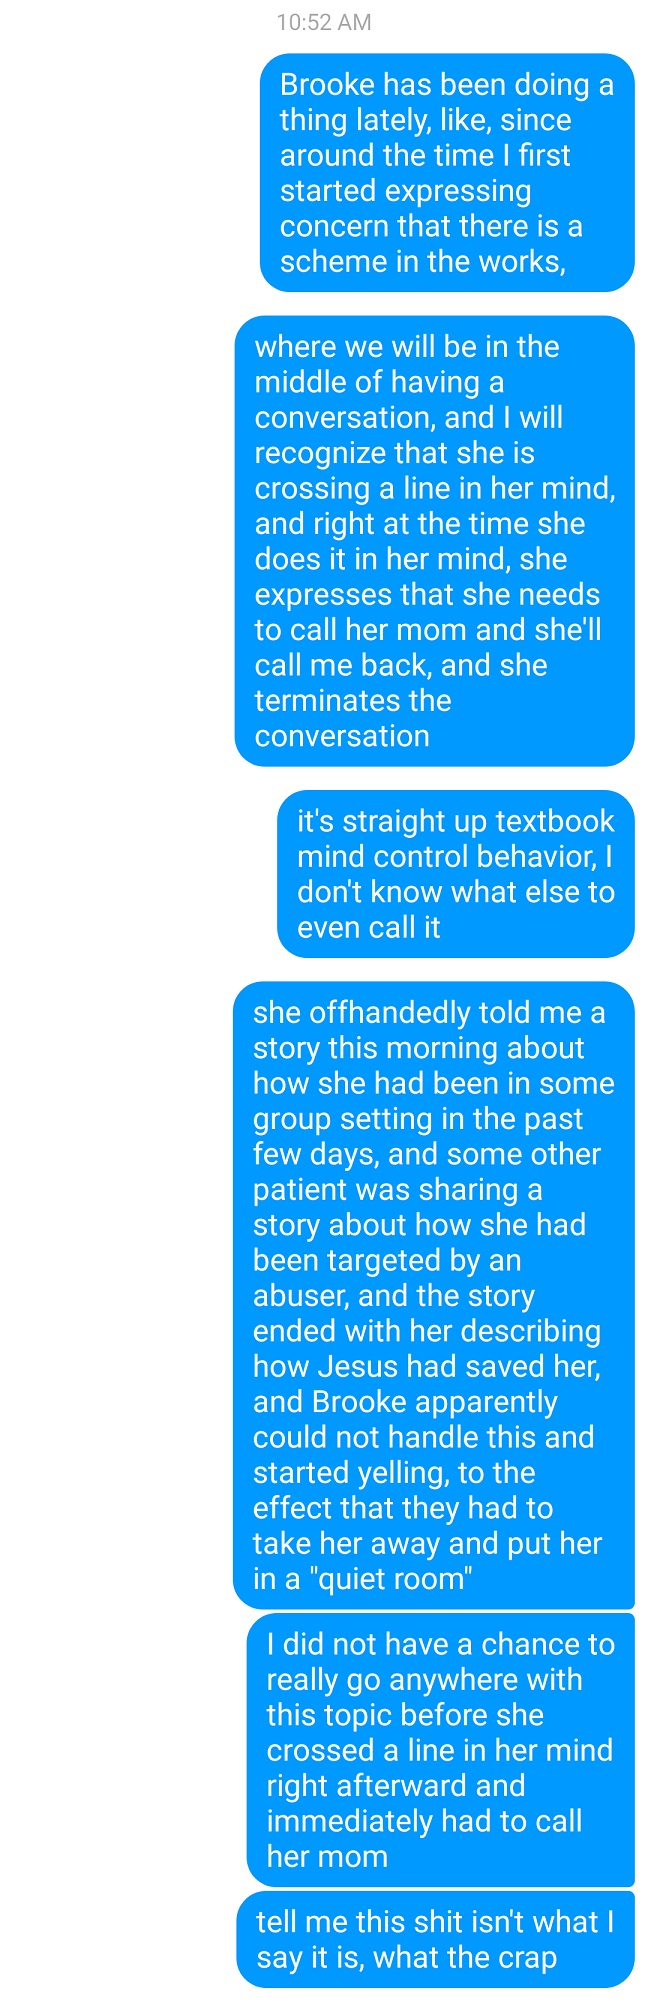 10:52 AM
Brooke has been doing a
thing lately, like, since
around the time I first
started expressing
concern that there is a
scheme in the works,
where we will be in the
middle of having a
conversation, and I will
recognize that she is
crossing a line in her mind,
and right at the time she
does it in her mind, she
expresses that she needs
to call her mom and she'll
call me back, and she
terminates the
conversation
it's straight up textbook
mind control behavior, I
don't know what else to
even call it
she offhandedly told me a
story this morning about
how she had been in some
group setting in the past
few days, and some other
patient was sharing a
story about how she had
been targeted by an
abuser, and the story
ended with her describing
how Jesus had saved her,
and Brooke apparently
could not handle this and
started yelling, to the
effect that they had to
take her away and put her
in a "quiet room"
I did not have a chance to
really go anywhere with
this topic before she
crossed a line in her mind
right afterward and
immediately had to call
her mom
tell me this shit isn't what I
say it is, what the crap